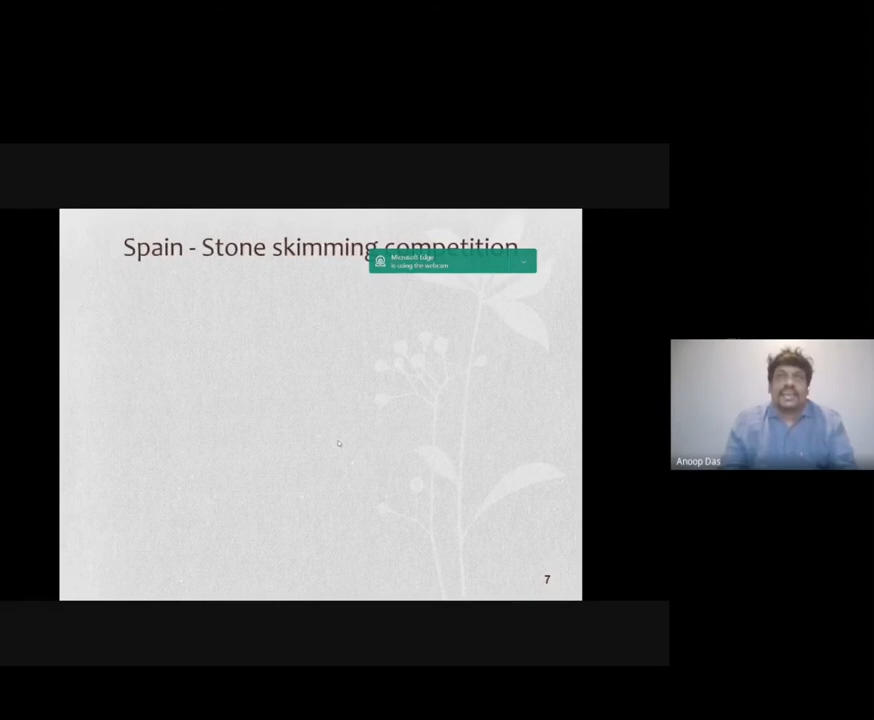 Spain - Stone skimming competition
Microsoft Edge
is using the webcam
Anoop Das
7